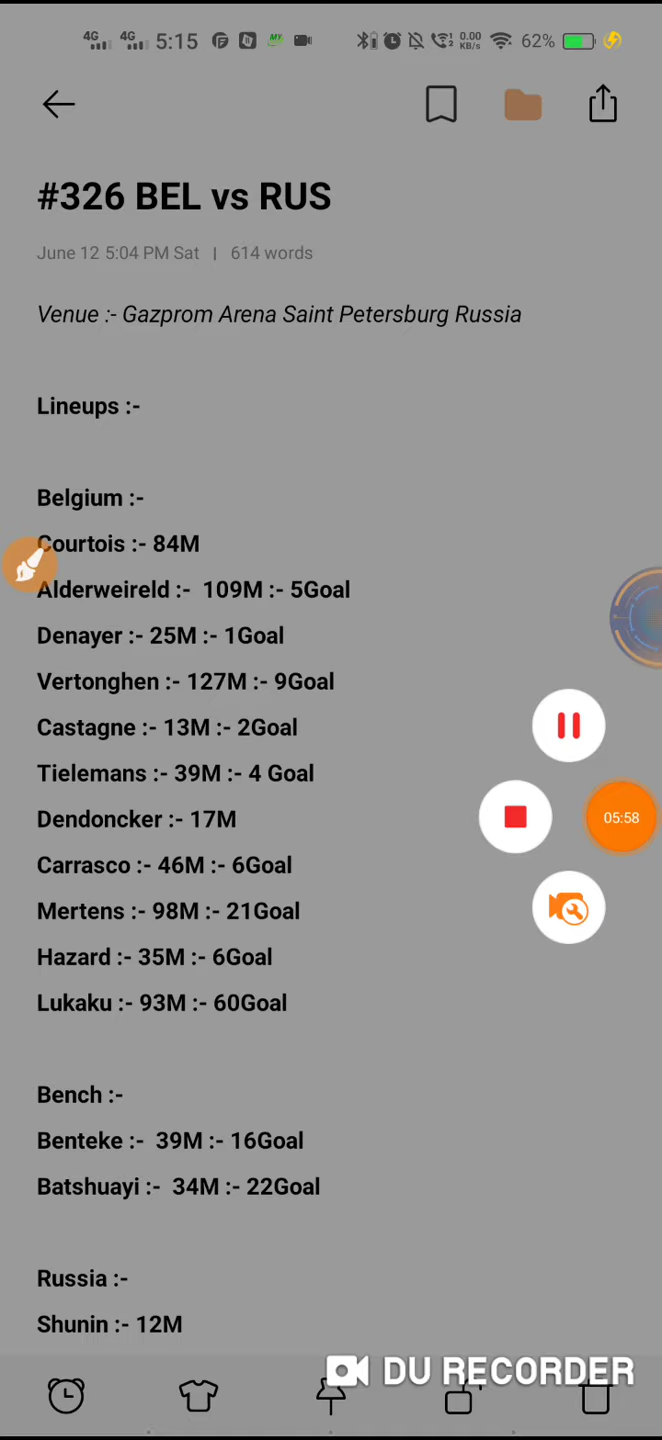 4G 4G 5:15 MY 0.00 KB/s 62%
#326 BEL vs RUS
June 12 5:04 PM Sat | 614 words
Venue :- Gazprom Arena Saint Petersburg Russia
Lineups :-
Belgium :-
Courtois :- 84M
Alderweireld :- 109M :- 5Goal
Denayer :- 25M :- 1Goal
Vertonghen :- 127M :- 9Goal
Castagne :- 13M :- 2Goal
Tielemans :- 39M :- 4 Goal
Dendoncker :- 17M
05:58
Carrasco :- 46M :- 6Goal
Mertens :- 98M :- 21Goal
Hazard :- 35M :- 6Goal
Lukaku :- 93M :- 60Goal
Bench :-
Benteke :- 39M :- 16Goal
Batshuayi :- 34M :- 22Goal
Russia :-
Shunin :- 12M
DU RECORDER